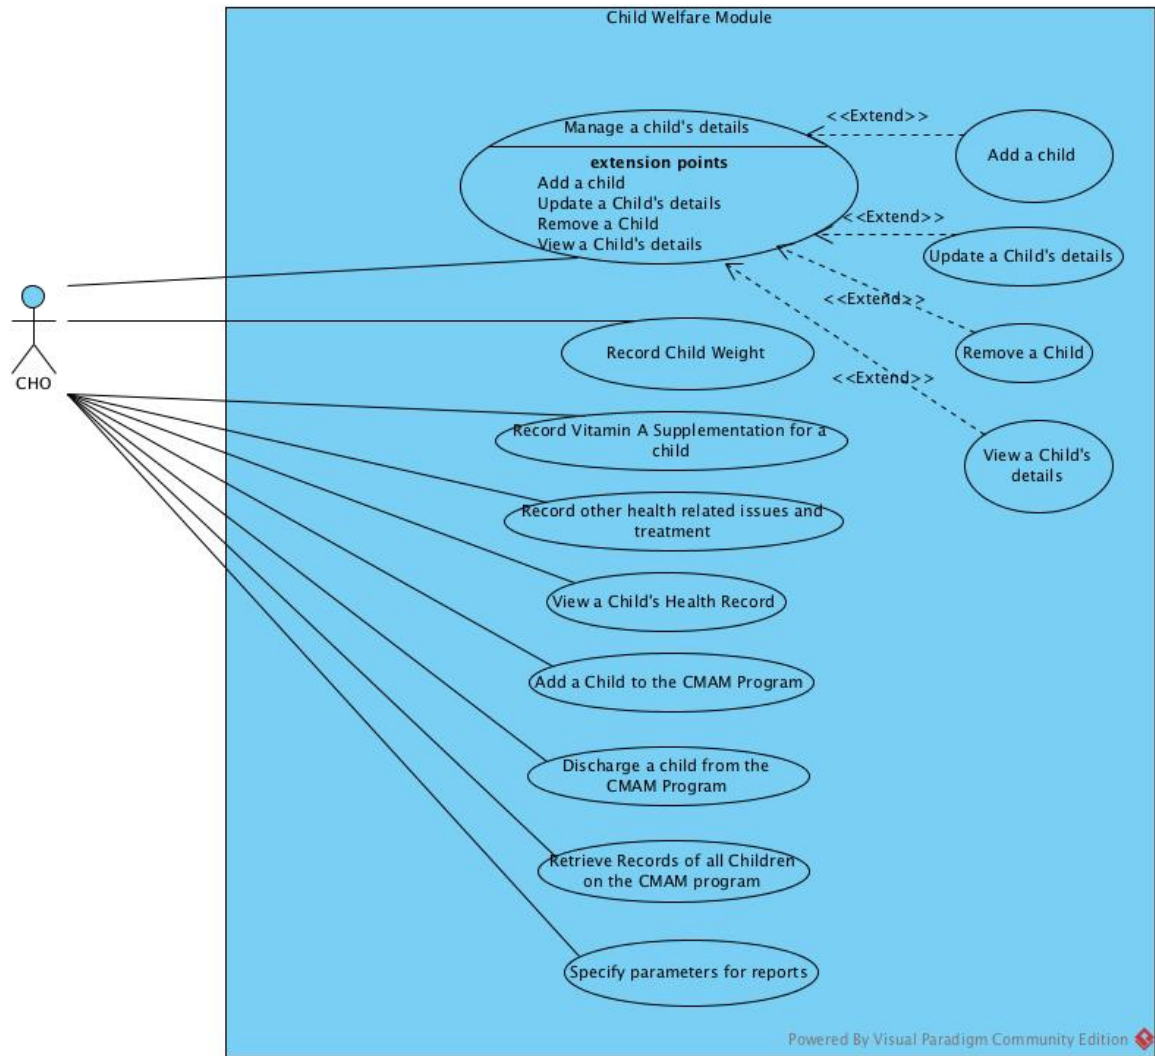 Child Welfare Module
Manage a child's details
extension points
Add a child
Update a Child's details
Remove a Child
View a Child's details
<<Extend>>
Add a child
<<Extend>>
Update a Child's details
<<Extend>>
Remove a Child
<<Extend>>
View a Child's
details
CHO
Record Child Weight
Record Vitamin A Supplementation for a
child
Record other health related issues and
treatment
View a Child's Health Record
Add a Child to the CMAM Program
Discharge a child from the
CMAM Program
Retrieve Records of all Children
on the CMAM program
Specify parameters for reports
Powered By Visual Paradigm Community Edition